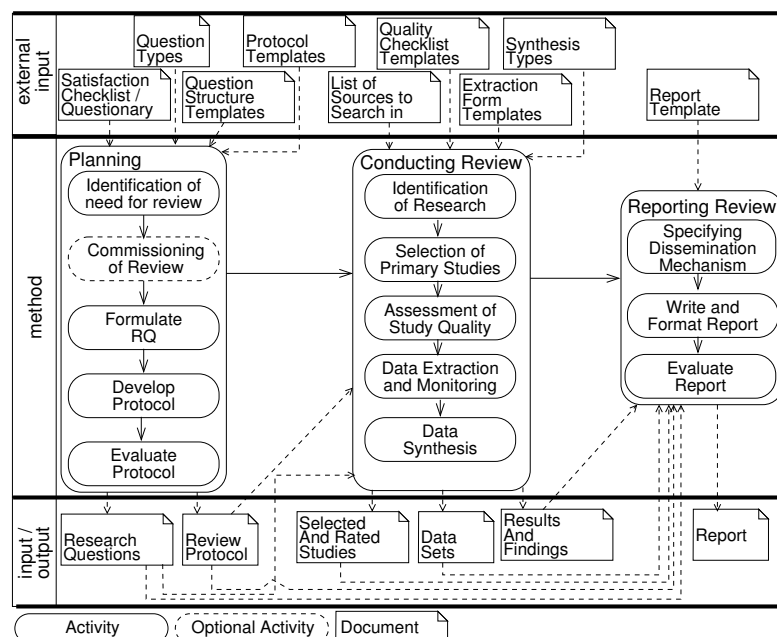 external
input
Question
Types
Protocol
Templates
Quality
Checklist
Templates
Synthesis
Types
Satisfaction
Checklist /
Questionary
Question
Structure
Templates
List of
Sources to
Search in
Extraction
Form
Templates
Report
Template
method
Planning
Identification of
need for review
Commissioning
of Review
Formulate
RQ
Develop
Protocol
Evaluate
Protocol
Conducting Review
Identification
of Research
Selection of
Primary Studies
Assessment of
Study Quality
Data Extraction
and Monitoring
Data
Synthesis
Reporting Review
Specifying
Dissemination
Mechanism
Write and
Format Report
Evaluate
Report
input /
output
Research
Questions
Review
Protocol
Selected
And Rated
Studies
Data
Sets
Results
And
Findings
Report
Activity
Optional Activity
Document